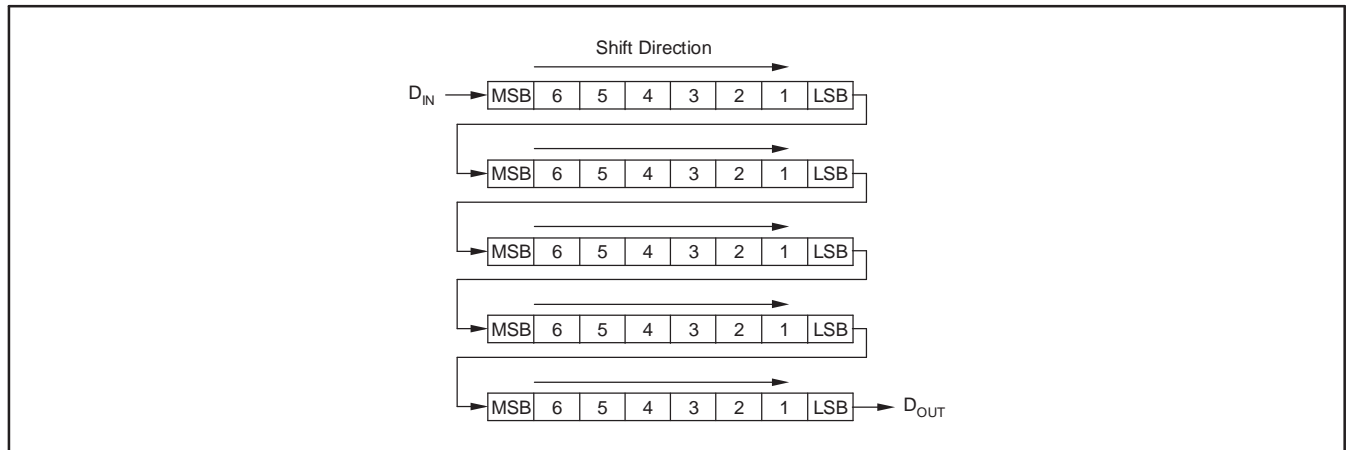 Shift Direction
D_IN MSB 6 5 4 3 2 1 LSB
MSB 6 5 4 3 2 1 LSB
MSB 6 5 4 3 2 1 LSB
MSB 6 5 4 3 2 1 LSB
MSB 6 5 4 3 2 1 LSB D_OUT